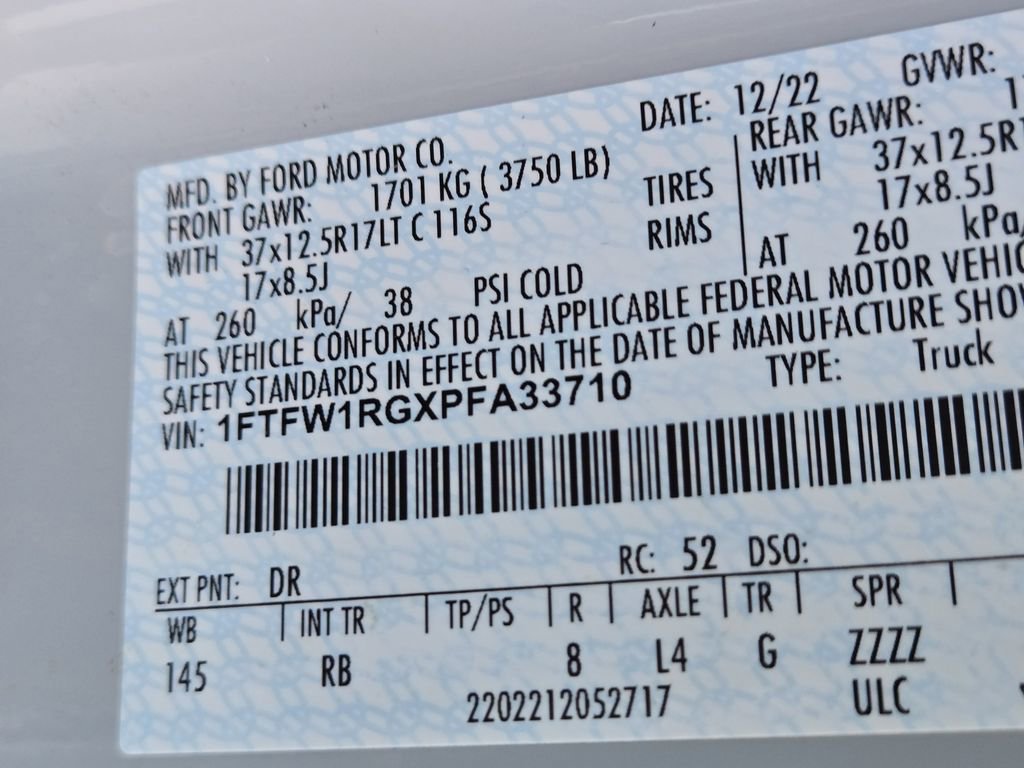 DATE: 12/22 GVWR:
MFD. BY FORD MOTOR CO.
FRONT GAWR: 1701 KG ( 3750 LB) REAR GAWR:
WITH 37x12.5R17LT C 116S TIRES WITH 37x12.5R
17x8.5J RIMS 17x8.5J
AT 260 kPa/ 38 PSI COLD AT 260 kPa/
THIS VEHICLE CONFORMS TO ALL APPLICABLE FEDERAL MOTOR VEHIC
SAFETY STANDARDS IN EFFECT ON THE DATE OF MANUFACTURE SHO
VIN: 1FTFW1RGXPFA33710 TYPE: Truck
EXT PNT: DR RC: 52 DSO:
WB INT TR TP/PS R AXLE TR SPR
145 RB 8 L4 G ZZZZ
2202212052717 ULC